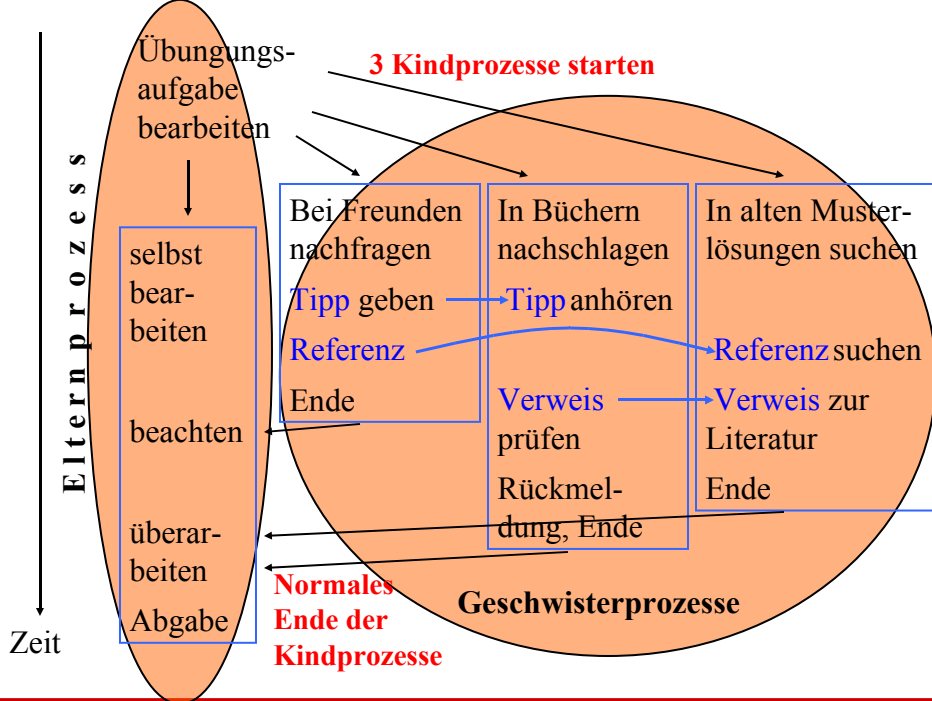 Übungungs-
aufgabe
bearbeiten
3 Kindprozesse starten
Elternprozess
selbst
bear-
beiten
beachten
überar-
beiten
Abgabe
Zeit
Bei Freunden
nachfragen
Tipp geben
Referenz
Ende
In Büchern
nachschlagen
Tipp anhören
Verweis
prüfen
Rückmel-
dung, Ende
In alten Muster-
lösungen suchen
Referenz suchen
Verweis zur
Literatur
Ende
Normales
Ende der
Kindprozesse
Geschwisterprozesse